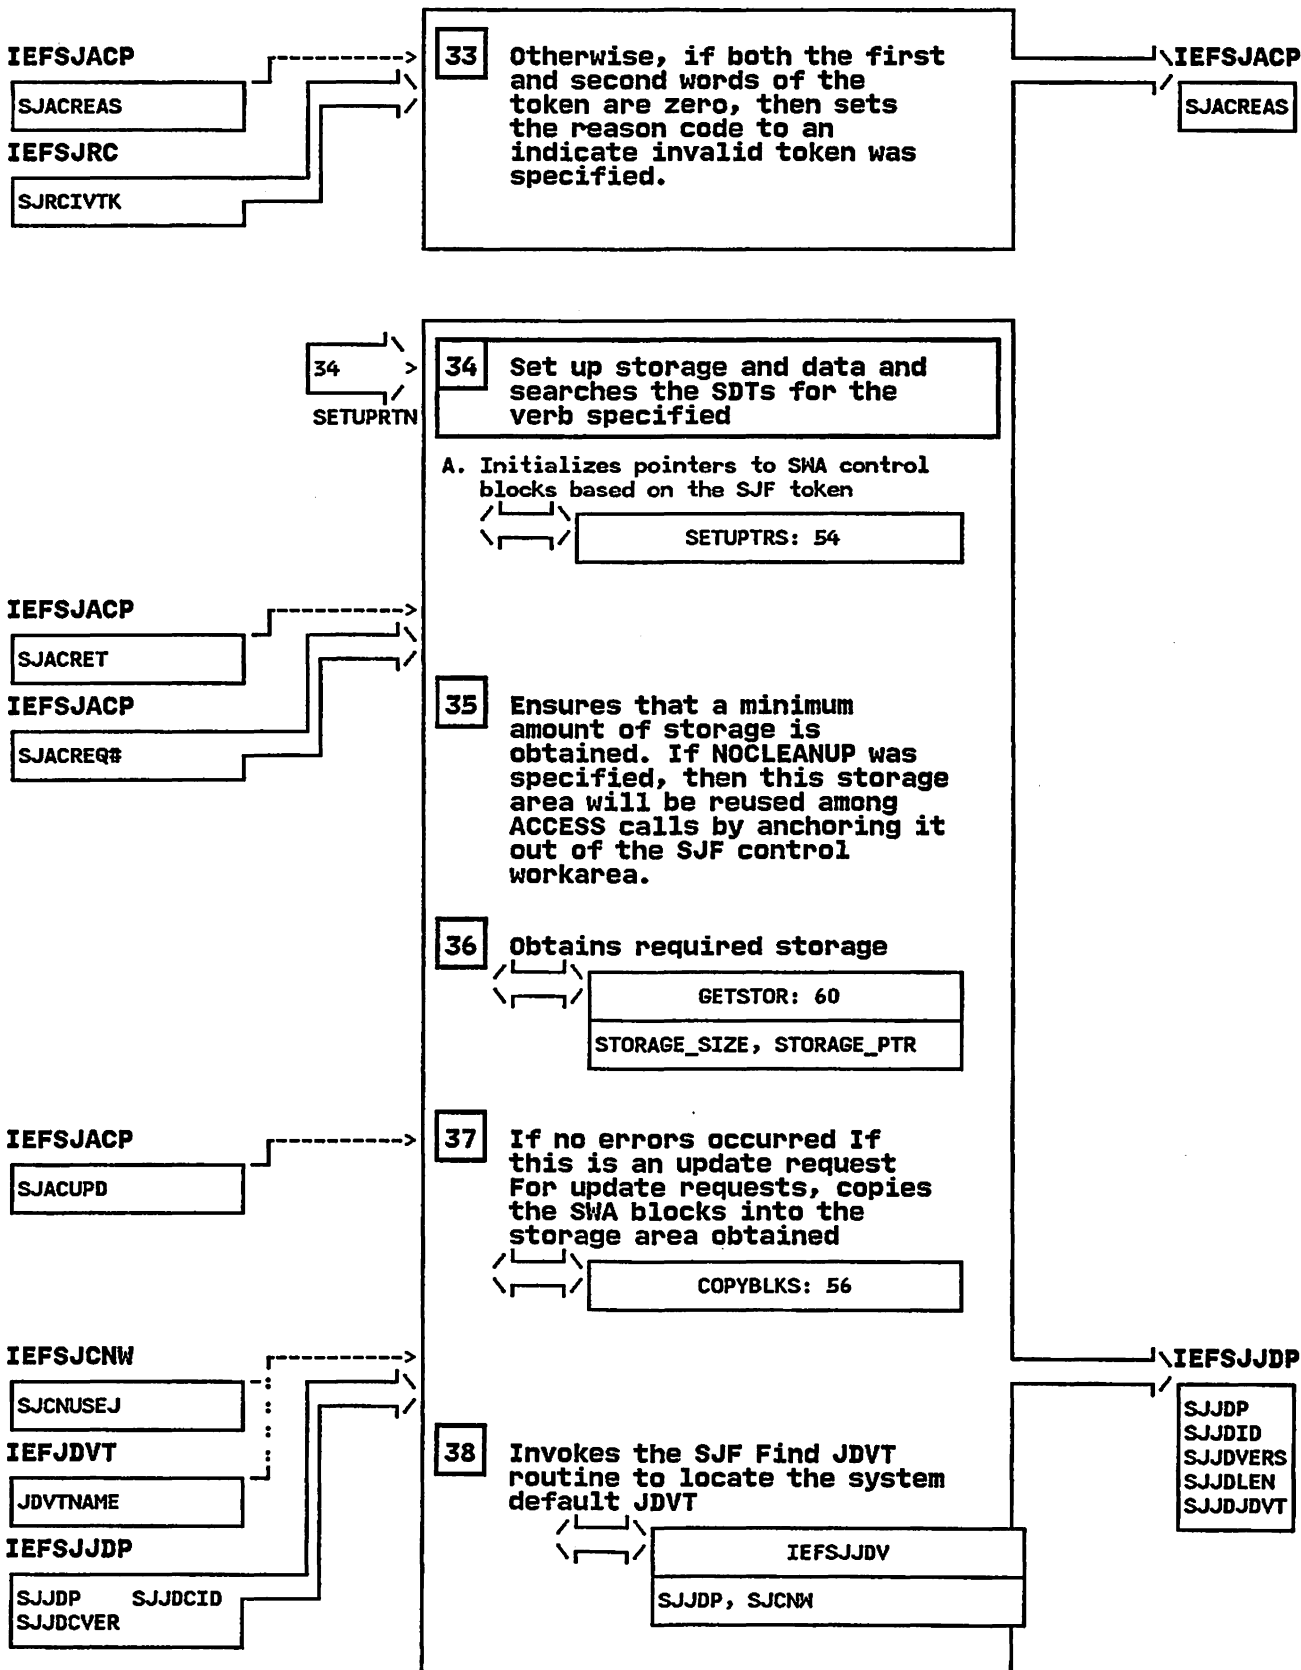 IEFSJACP
SJACREAS
IEFSJRC
SJRCIVTK
33 Otherwise, if both the first
and second words of the
token are zero, then sets
the reason code to an
indicate invalid token was
specified.
IEFSJACP
SJACREAS
34
SETUPRTN
34 Set up storage and data and
searches the SDTs for the
verb specified
A. Initializes pointers to SWA control
blocks based on the SJF token
SETUPTRS: 54
IEFSJACP
SJACRET
IEFSJACP
SJACREQ#
35 Ensures that a minimum
amount of storage is
obtained. If NOCLEANUP was
specified, then this storage
area will be reused among
ACCESS calls by anchoring it
out of the SJF control
workarea.
36 Obtains required storage
GETSTOR: 60
STORAGE_SIZE, STORAGE_PTR
IEFSJACP
SJACUPD
37 If no errors occurred If
this is an update request
For update requests, copies
the SWA blocks into the
storage area obtained
COPYBLKS: 56
IEFSJCNW
SJCNUSEJ
IEFJDVT
JDVTNAME
IEFSJJDP
SJJDP SJJDCID
SJJDCVER
38 Invokes the SJF Find JDVT
routine to locate the system
default JDVT
IEFSJJDV
SJJDP, SJCNW
IEFSJJDP
SJJDP
SJJDID
SJJDVERS
SJJDLEN
SJJDJDVT